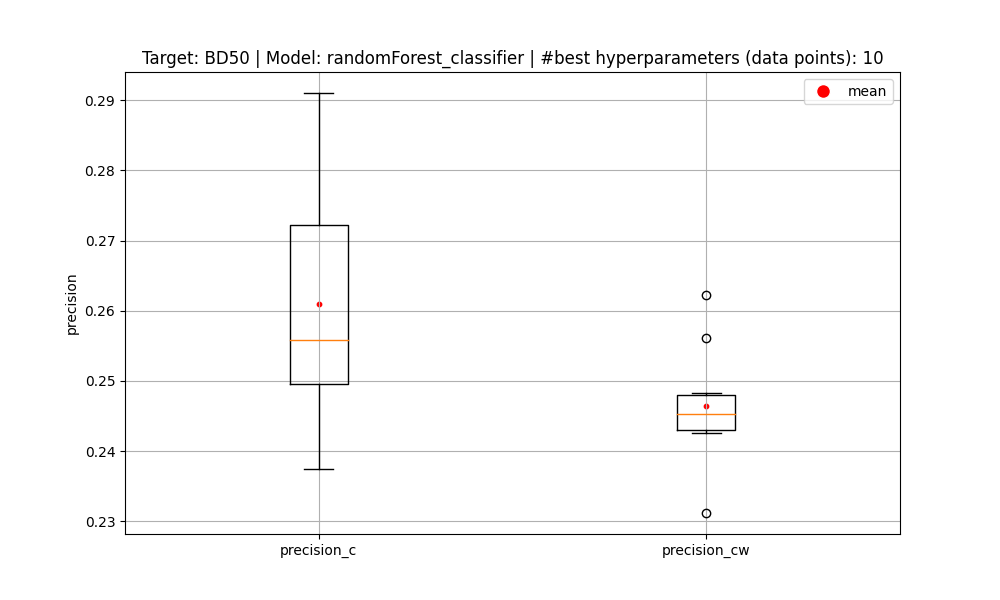 Target: BD50 | Model: randomForest_classifier | #best hyperparameters (data points): 10
mean
0.29
0.28
0.27
0.26
0.25
0.24
0.23
precision
precision_c
precision_cw